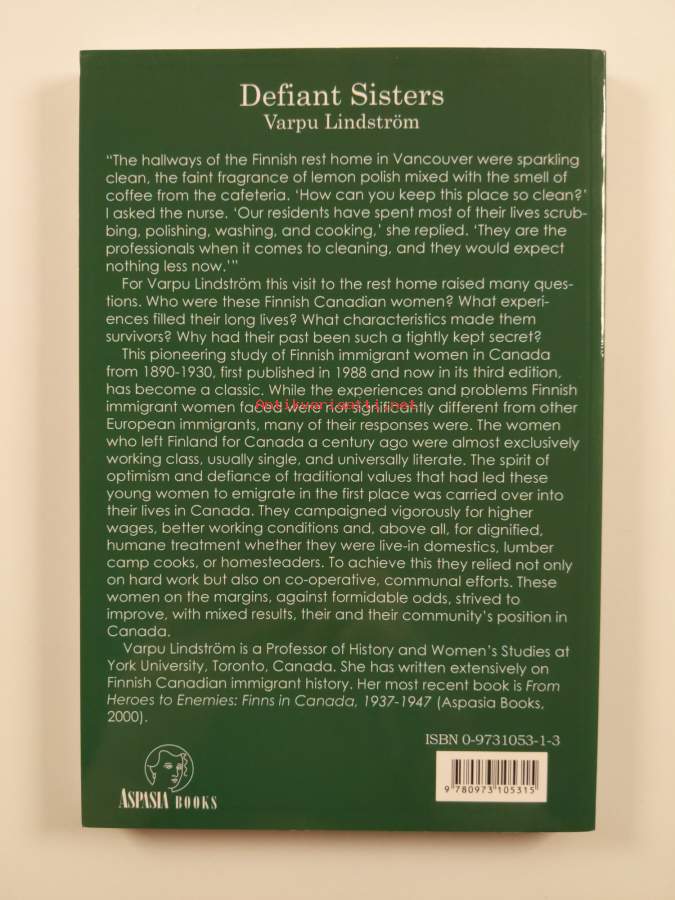 Defiant Sisters
Varpu Lindström
“The hallways of the Finnish rest home in Vancouver were sparkling
clean, the faint fragrance of lemon polish mixed with the smell of
coffee from the cafeteria. ‘How can you keep this place so clean?’
I asked the nurse. ‘Our residents have spent most of their lives scrub-
bing, polishing, washing, and cooking,’ she replied. ‘They are the
professionals when it comes to cleaning, and they would expect
nothing less now.’”
For Varpu Lindström this visit to the rest home raised many ques-
tions. Who were these Finnish Canadian women? What experi-
ences filled their long lives? What characteristics made them
survivors? Why had their past been such a tightly kept secret?
This pioneering study of Finnish immigrant women in Canada
from 1890-1930, first published in 1988 and now in its third edition,
has become a classic. While the experiences and problems Finnish
immigrant women faced were not significantly different from other
Antikvariaatti.net
European immigrants, many of their responses were. The women
who left Finland for Canada a century ago were almost exclusively
working class, usually single, and universally literate. The spirit of
optimism and defiance of traditional values that had led these
young women to emigrate in the first place was carried over into
their lives in Canada. They campaigned vigorously for higher
wages, better working conditions and, above all, for dignified,
humane treatment whether they were live-in domestics, lumber
camp cooks, or homesteaders. To achieve this they relied not only
on hard work but also on co-operative, communal efforts. These
women on the margins, against formidable odds, strived to
improve, with mixed results, their and their community’s position in
Canada.
Varpu Lindström is a Professor of History and Women’s Studies at
York University, Toronto, Canada. She has written extensively on
Finnish Canadian immigrant history. Her most recent book is From
Heroes to Enemies: Finns in Canada, 1937-1947 (Aspasia Books,
2000).
ISBN 0-9731053-1-3
9 780973 105315
ASPASIA BOOKS